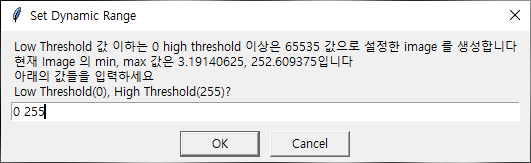 Set Dynamic Range
Low Threshold 값 이하는 0 high threshold 이상은 65535 값으로 설정한 image 를 생성합니다
현재 Image 의 min, max 값은 3.19140625, 252.609375입니다
아래의 값들을 입력하세요
Low Threshold(0), High Threshold(255)?
0 255
OK Cancel